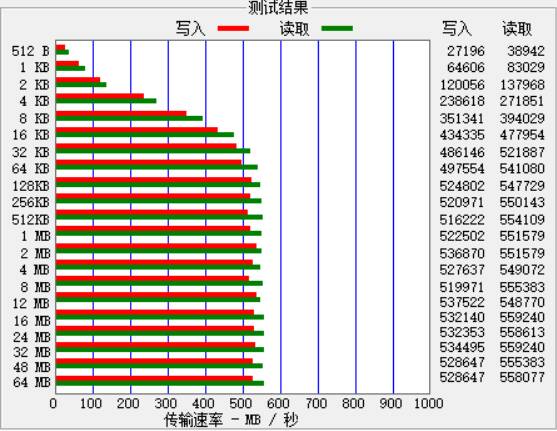 测试结果
写入 读取 写入 读取
512 B 27196 38942
1 KB 64606 83029
2 KB 120056 137968
4 KB 238618 271851
8 KB 351341 394029
16 KB 434335 477954
32 KB 486146 521887
64 KB 497554 541080
128KB 524802 547729
256KB 520971 550143
512KB 516222 554109
1 MB 522502 551579
2 MB 536870 551579
4 MB 527637 549072
8 MB 519971 555383
12 MB 537522 548770
16 MB 532140 559240
24 MB 532353 558613
32 MB 534495 559240
48 MB 528647 555383
64 MB 528647 558077
0 100 200 300 400 500 600 700 800 900 1000
传输速率 - MB / 秒